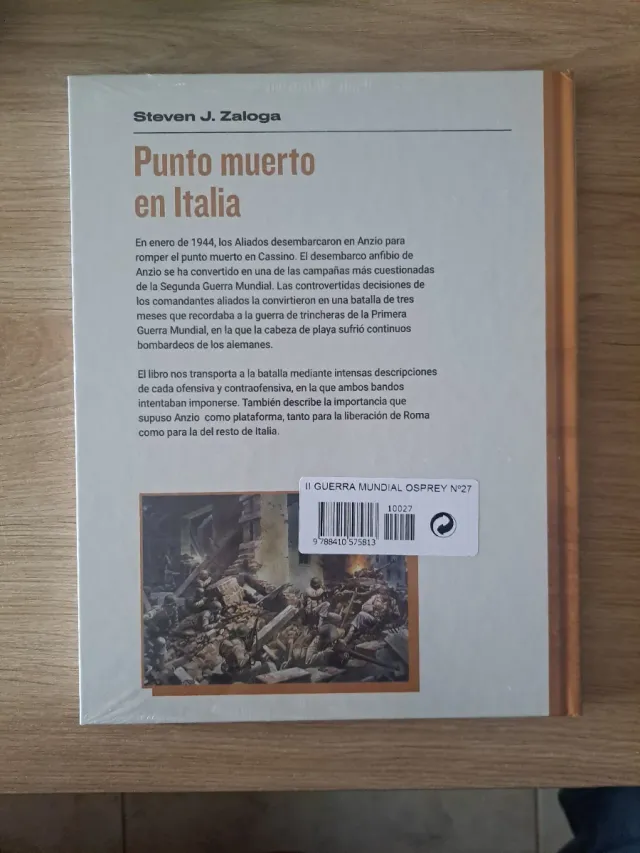 Steven J. Zaloga
Punto muerto
en Italia
En enero de 1944, los Aliados desembarcaron en Anzio para
romper el punto muerto en Cassino. El desembarco anfibio de
Anzio se ha convertido en una de las campañas más cuestionadas
de la Segunda Guerra Mundial. Las controvertidas decisiones de
los comandantes aliados la convirtieron en una batalla de tres
meses que recordaba a la guerra de trincheras de la Primera
Guerra Mundial, en la que la cabeza de playa sufrió continuos
bombardeos de los alemanes.
El libro nos transporta a la batalla mediante intensas descripciones
de cada ofensiva y contraofensiva, en la que ambos bandos
intentaban imponerse. También describe la importancia que
supuso Anzio como plataforma, tanto para la liberación de Roma
como para la del resto de Italia.
II GUERRA MUNDIAL OSPREY Nº27
10027
9 788410 575813